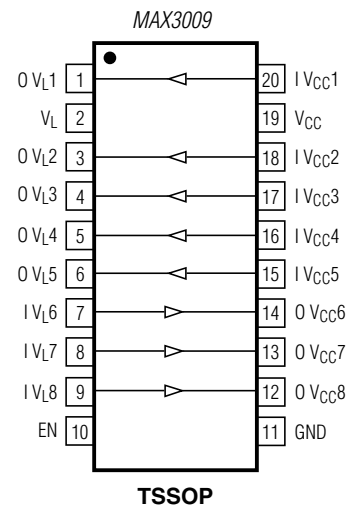 MAX3009
O VL1 1 20 I VCC1
VL 2 19 VCC
O VL2 3 18 I VCC2
O VL3 4 17 I VCC3
O VL4 5 16 I VCC4
O VL5 6 15 I VCC5
I VL6 7 14 O VCC6
I VL7 8 13 O VCC7
I VL8 9 12 O VCC8
EN 10 11 GND
TSSOP